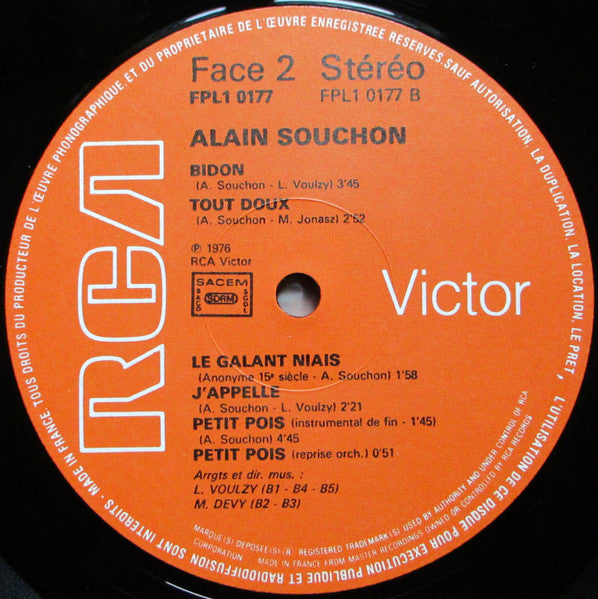 TOUS DROITS DU PRODUCTEUR DE L'ŒUVRE PHONOGRAPHIQUE ET DU PROPRIETAIRE DE L'ŒUVRE ENREGISTREE RESERVES.SAUF AUTORISATION: LA DUPLICATION, LA LOCATION, LE PRET, L'UTILISATION DE CE DISQUE POUR EXECUTION PUBLIQUE ET RADIODIFFUSION SONT INTERDITS - MADE IN FRANCE.
RCA
Face 2 Stéréo
FPL1 0177 FPL1 0177 B
ALAIN SOUCHON
BIDON
(A. Souchon - L. Voulzy) 3'45
TOUT DOUX
(A. Souchon - M. Jonasz) 2'52
℗ 1976
RCA Victor
SACEM
SACD SDRM SGDL
Victor
LE GALANT NIAIS
(Anonyme 15e siècle - A. Souchon) 1'58
J'APPELLE
(A. Souchon - L. Voulzy) 2'21
PETIT POIS (instrumental de fin - 1'45)
(A. Souchon) 4'45
PETIT POIS (reprise orch.) 0'51
Arrgts et dir. mus. :
L. VOULZY (B1 - B4 - B5)
M. DEVY (B2 - B3)
MARQUE(S) DEPOSEE(S) (R) REGISTERED TRADEMARK(S) USED BY AUTHORITY AND UNDER CONTROL OF RCA
CORPORATION MADE IN FRANCE FROM MASTER RECORDINGS OWNED OR CONTROLLED BY RCA RECORDS